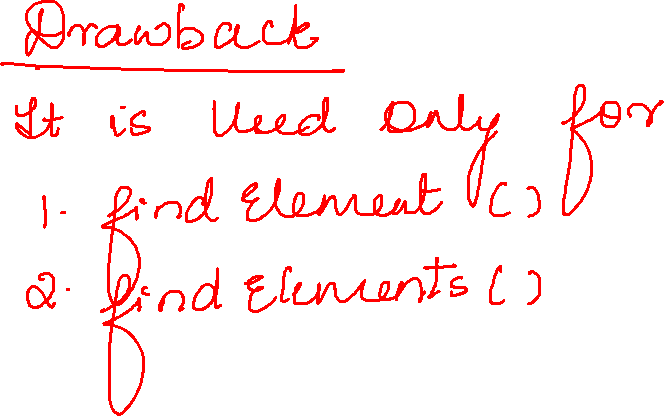 Drawback
It is Used Only for
1. find Element ()
2. find Elements ()